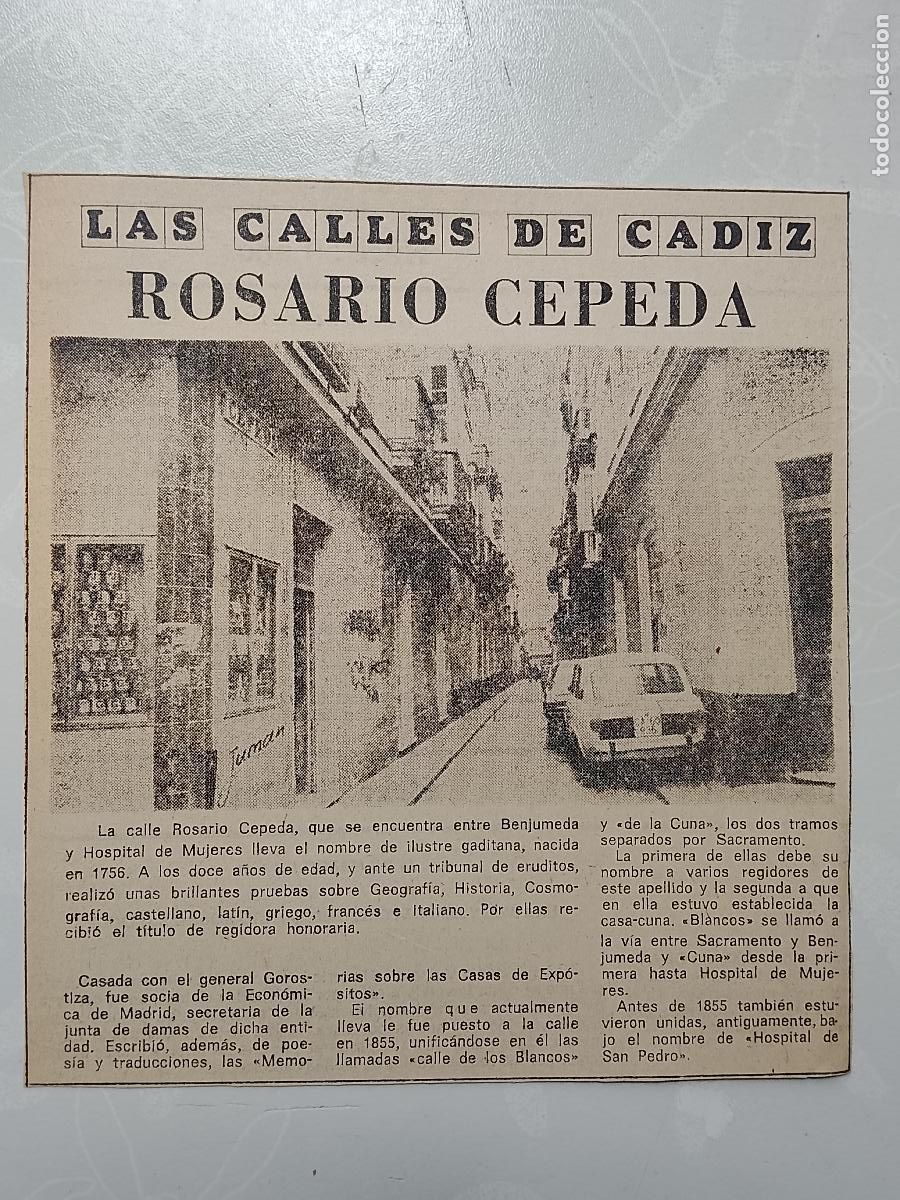 todocoleccion
LAS CALLES DE CADIZ
ROSARIO CEPEDA
Juman
La calle Rosario Cepeda, que se encuentra entre Benjumeda
y Hospital de Mujeres lleva el nombre de ilustre gaditana, nacida
en 1756. A los doce años de edad, y ante un tribunal de eruditos,
realizó unas brillantes pruebas sobre Geografía, Historia, Cosmo-
grafía, castellano, latín, griego, francés e Italiano. Por ellas re-
cibió el título de regidora honoraria.
Casada con el general Goros-
tiza, fue socia de la Económi-
ca de Madrid, secretaria de la
junta de damas de dicha enti-
dad. Escribió, además, de poe-
sía y traducciones, las «Memo-
rias sobre las Casas de Expó-
sitos».
El nombre que actualmente
lleva le fue puesto a la calle
en 1855, unificándose en él las
llamadas «calle de los Blancos»
y «de la Cuna», los dos tramos
separados por Sacramento.
La primera de ellas debe su
nombre a varios regidores de
este apellido y la segunda a que
en ella estuvo establecida la
casa-cuna. «Blancos» se llamó a
la vía entre Sacramento y Ben-
jumeda y «Cuna» desde la pri-
mera hasta Hospital de Muje-
res.
Antes de 1855 también estu-
vieron unidas, antiguamente, ba-
jo el nombre de «Hospital de
San Pedro».